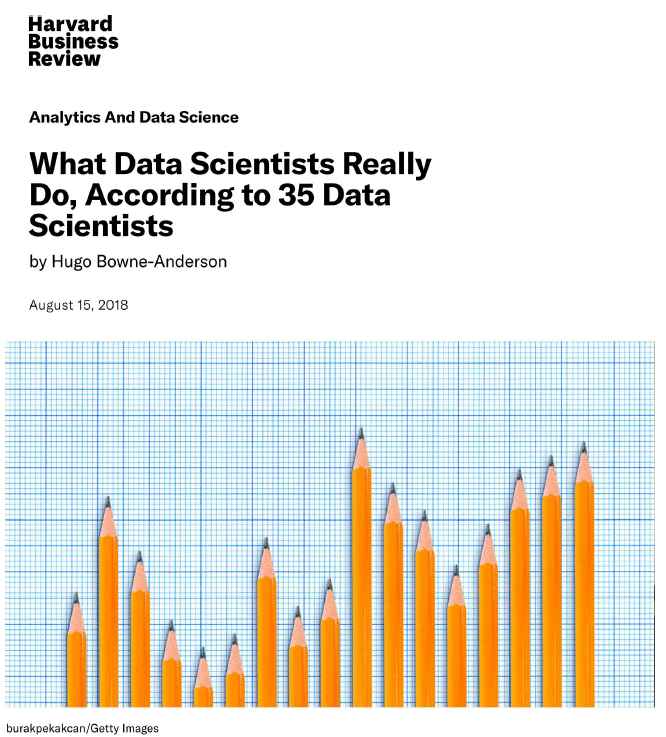 Harvard
Business
Review
Analytics And Data Science
What Data Scientists Really
Do, According to 35 Data
Scientists
by Hugo Bowne-Anderson
August 15, 2018
burakpekakcan/Getty Images